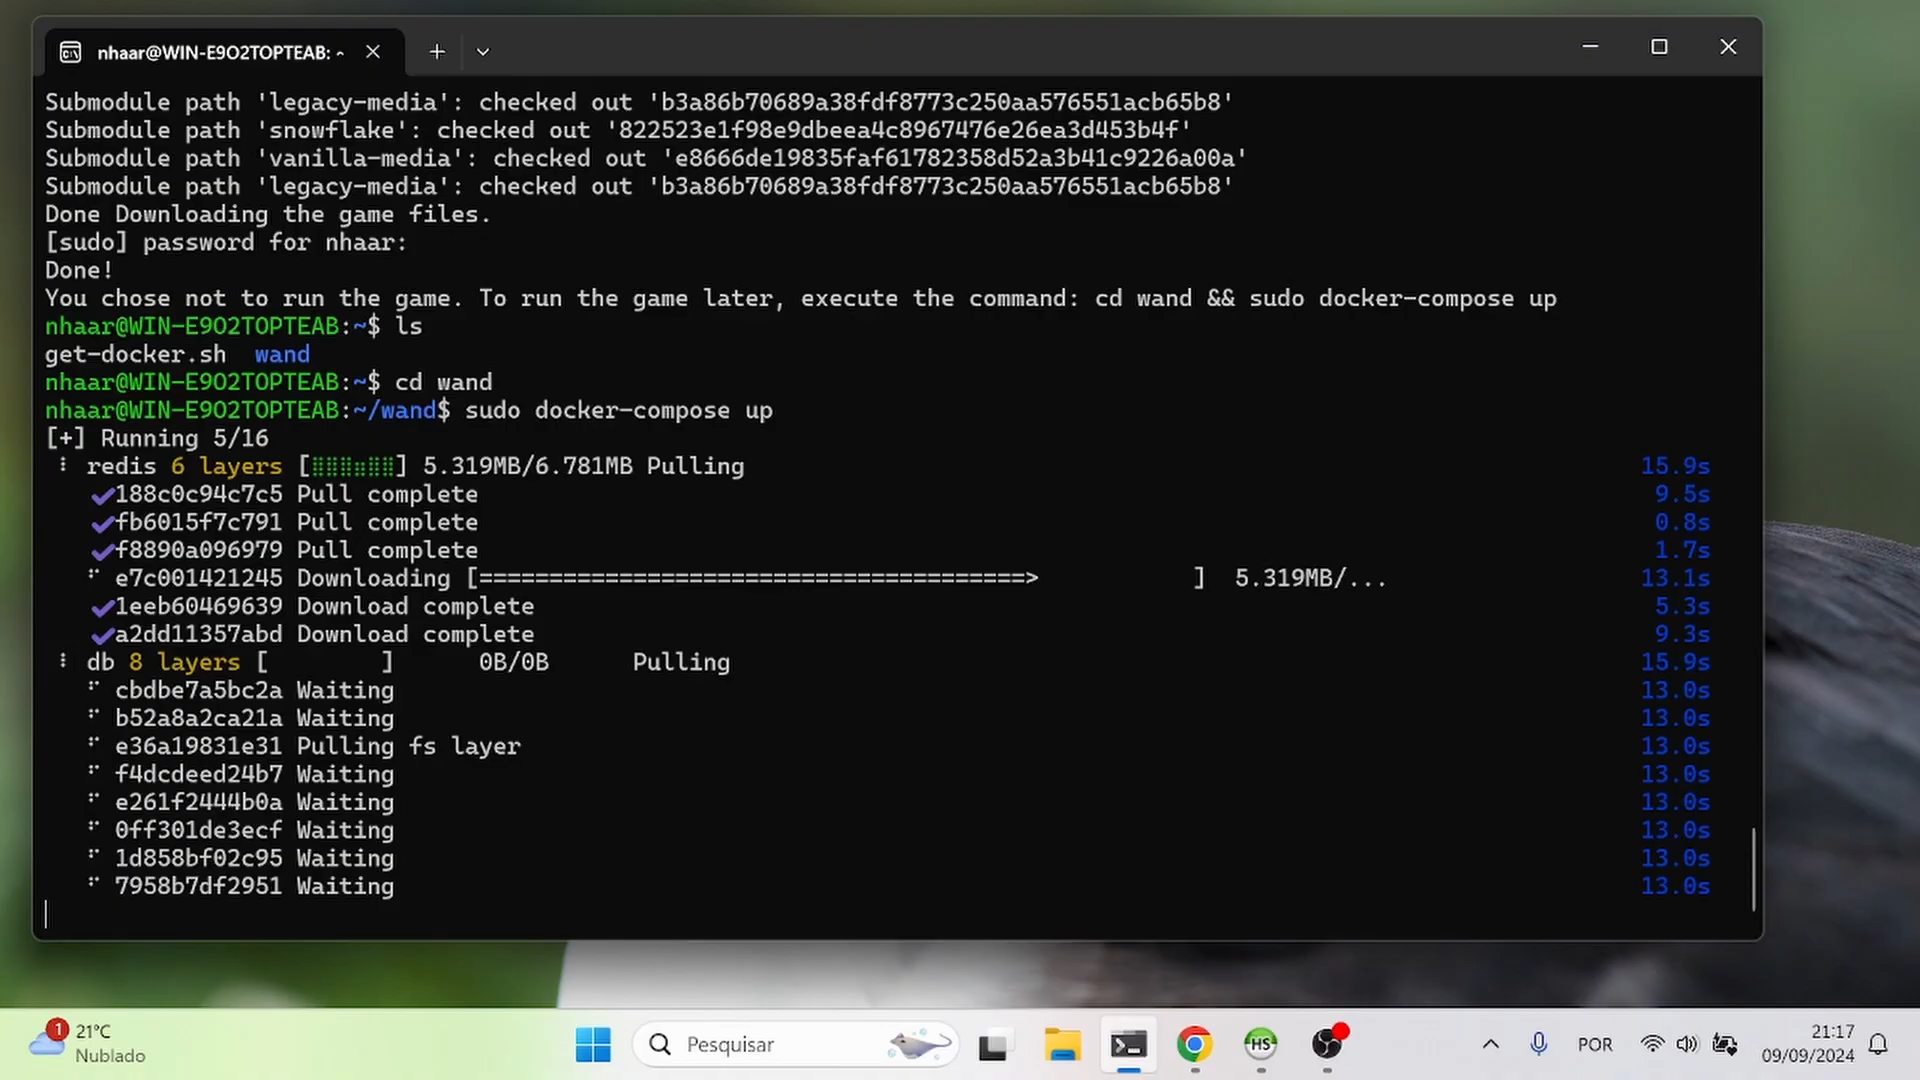 nhaar@WIN-E9O2TOPTEAB: ~
Submodule path 'legacy-media': checked out 'b3a86b70689a38fdf8773c250aa576551acb65b8'
Submodule path 'snowflake': checked out '822523e1f98e9dbeea4c8967476e26ea3d453b4f'
Submodule path 'vanilla-media': checked out 'e8666de19835faf61782358d52a3b41c9226a00a'
Submodule path 'legacy-media': checked out 'b3a86b70689a38fdf8773c250aa576551acb65b8'
Done Downloading the game files.
[sudo] password for nhaar:
Done!
You chose not to run the game. To run the game later, execute the command: cd wand && sudo docker-compose up
nhaar@WIN-E9O2TOPTEAB:~$ ls
get-docker.sh  wand
nhaar@WIN-E9O2TOPTEAB:~$ cd wand
nhaar@WIN-E9O2TOPTEAB:~/wand$ sudo docker-compose up
[+] Running 5/16
redis 6 layers [⣿⣿⣿⣶⣿⣿] 5.319MB/6.781MB Pulling 15.9s
✔188c0c94c7c5 Pull complete 9.5s
✔fb6015f7c791 Pull complete 0.8s
✔f8890a096979 Pull complete 1.7s
e7c001421245 Downloading [=======================================>           ]  5.319MB/... 13.1s
✔1eeb60469639 Download complete 5.3s
✔a2dd11357abd Download complete 9.3s
db 8 layers [        ] 0B/0B Pulling 15.9s
cbdbe7a5bc2a Waiting 13.0s
b52a8a2ca21a Waiting 13.0s
e36a19831e31 Pulling fs layer 13.0s
f4dcdeed24b7 Waiting 13.0s
e261f2444b0a Waiting 13.0s
0ff301de3ecf Waiting 13.0s
1d858bf02c95 Waiting 13.0s
7958b7df2951 Waiting 13.0s
1
21°C
Nublado
Pesquisar
HS
POR
21:17
09/09/2024